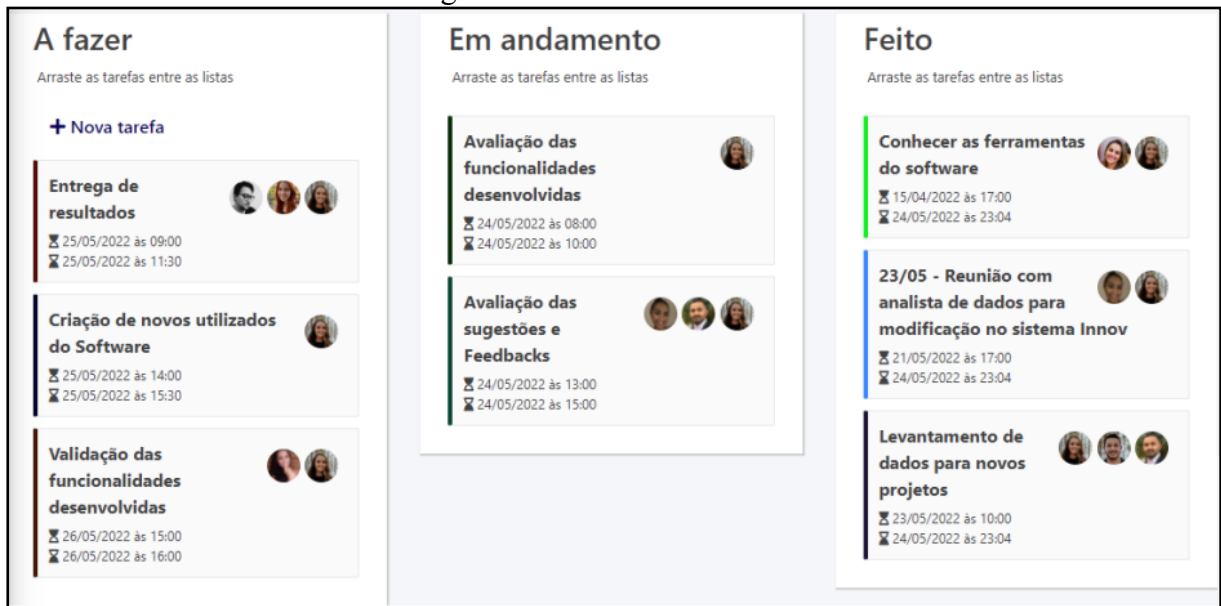 A fazer
Arraste as tarefas entre as listas
+ Nova tarefa
Entrega de
resultados
25/05/2022 às 09:00
25/05/2022 às 11:30
Criação de novos utilizados
do Software
25/05/2022 às 14:00
25/05/2022 às 15:30
Validação das
funcionalidades
desenvolvidas
26/05/2022 às 15:00
26/05/2022 às 16:00
Em andamento
Arraste as tarefas entre as listas
Avaliação das
funcionalidades
desenvolvidas
24/05/2022 às 08:00
24/05/2022 às 10:00
Avaliação das
sugestões e
Feedbacks
24/05/2022 às 13:00
24/05/2022 às 15:00
Feito
Arraste as tarefas entre as listas
Conhecer as ferramentas
do software
15/04/2022 às 17:00
24/05/2022 às 23:04
23/05 - Reunião com
analista de dados para
modificação no sistema Innov
21/05/2022 às 17:00
24/05/2022 às 23:04
Levantamento de
dados para novos
projetos
23/05/2022 às 10:00
24/05/2022 às 23:04